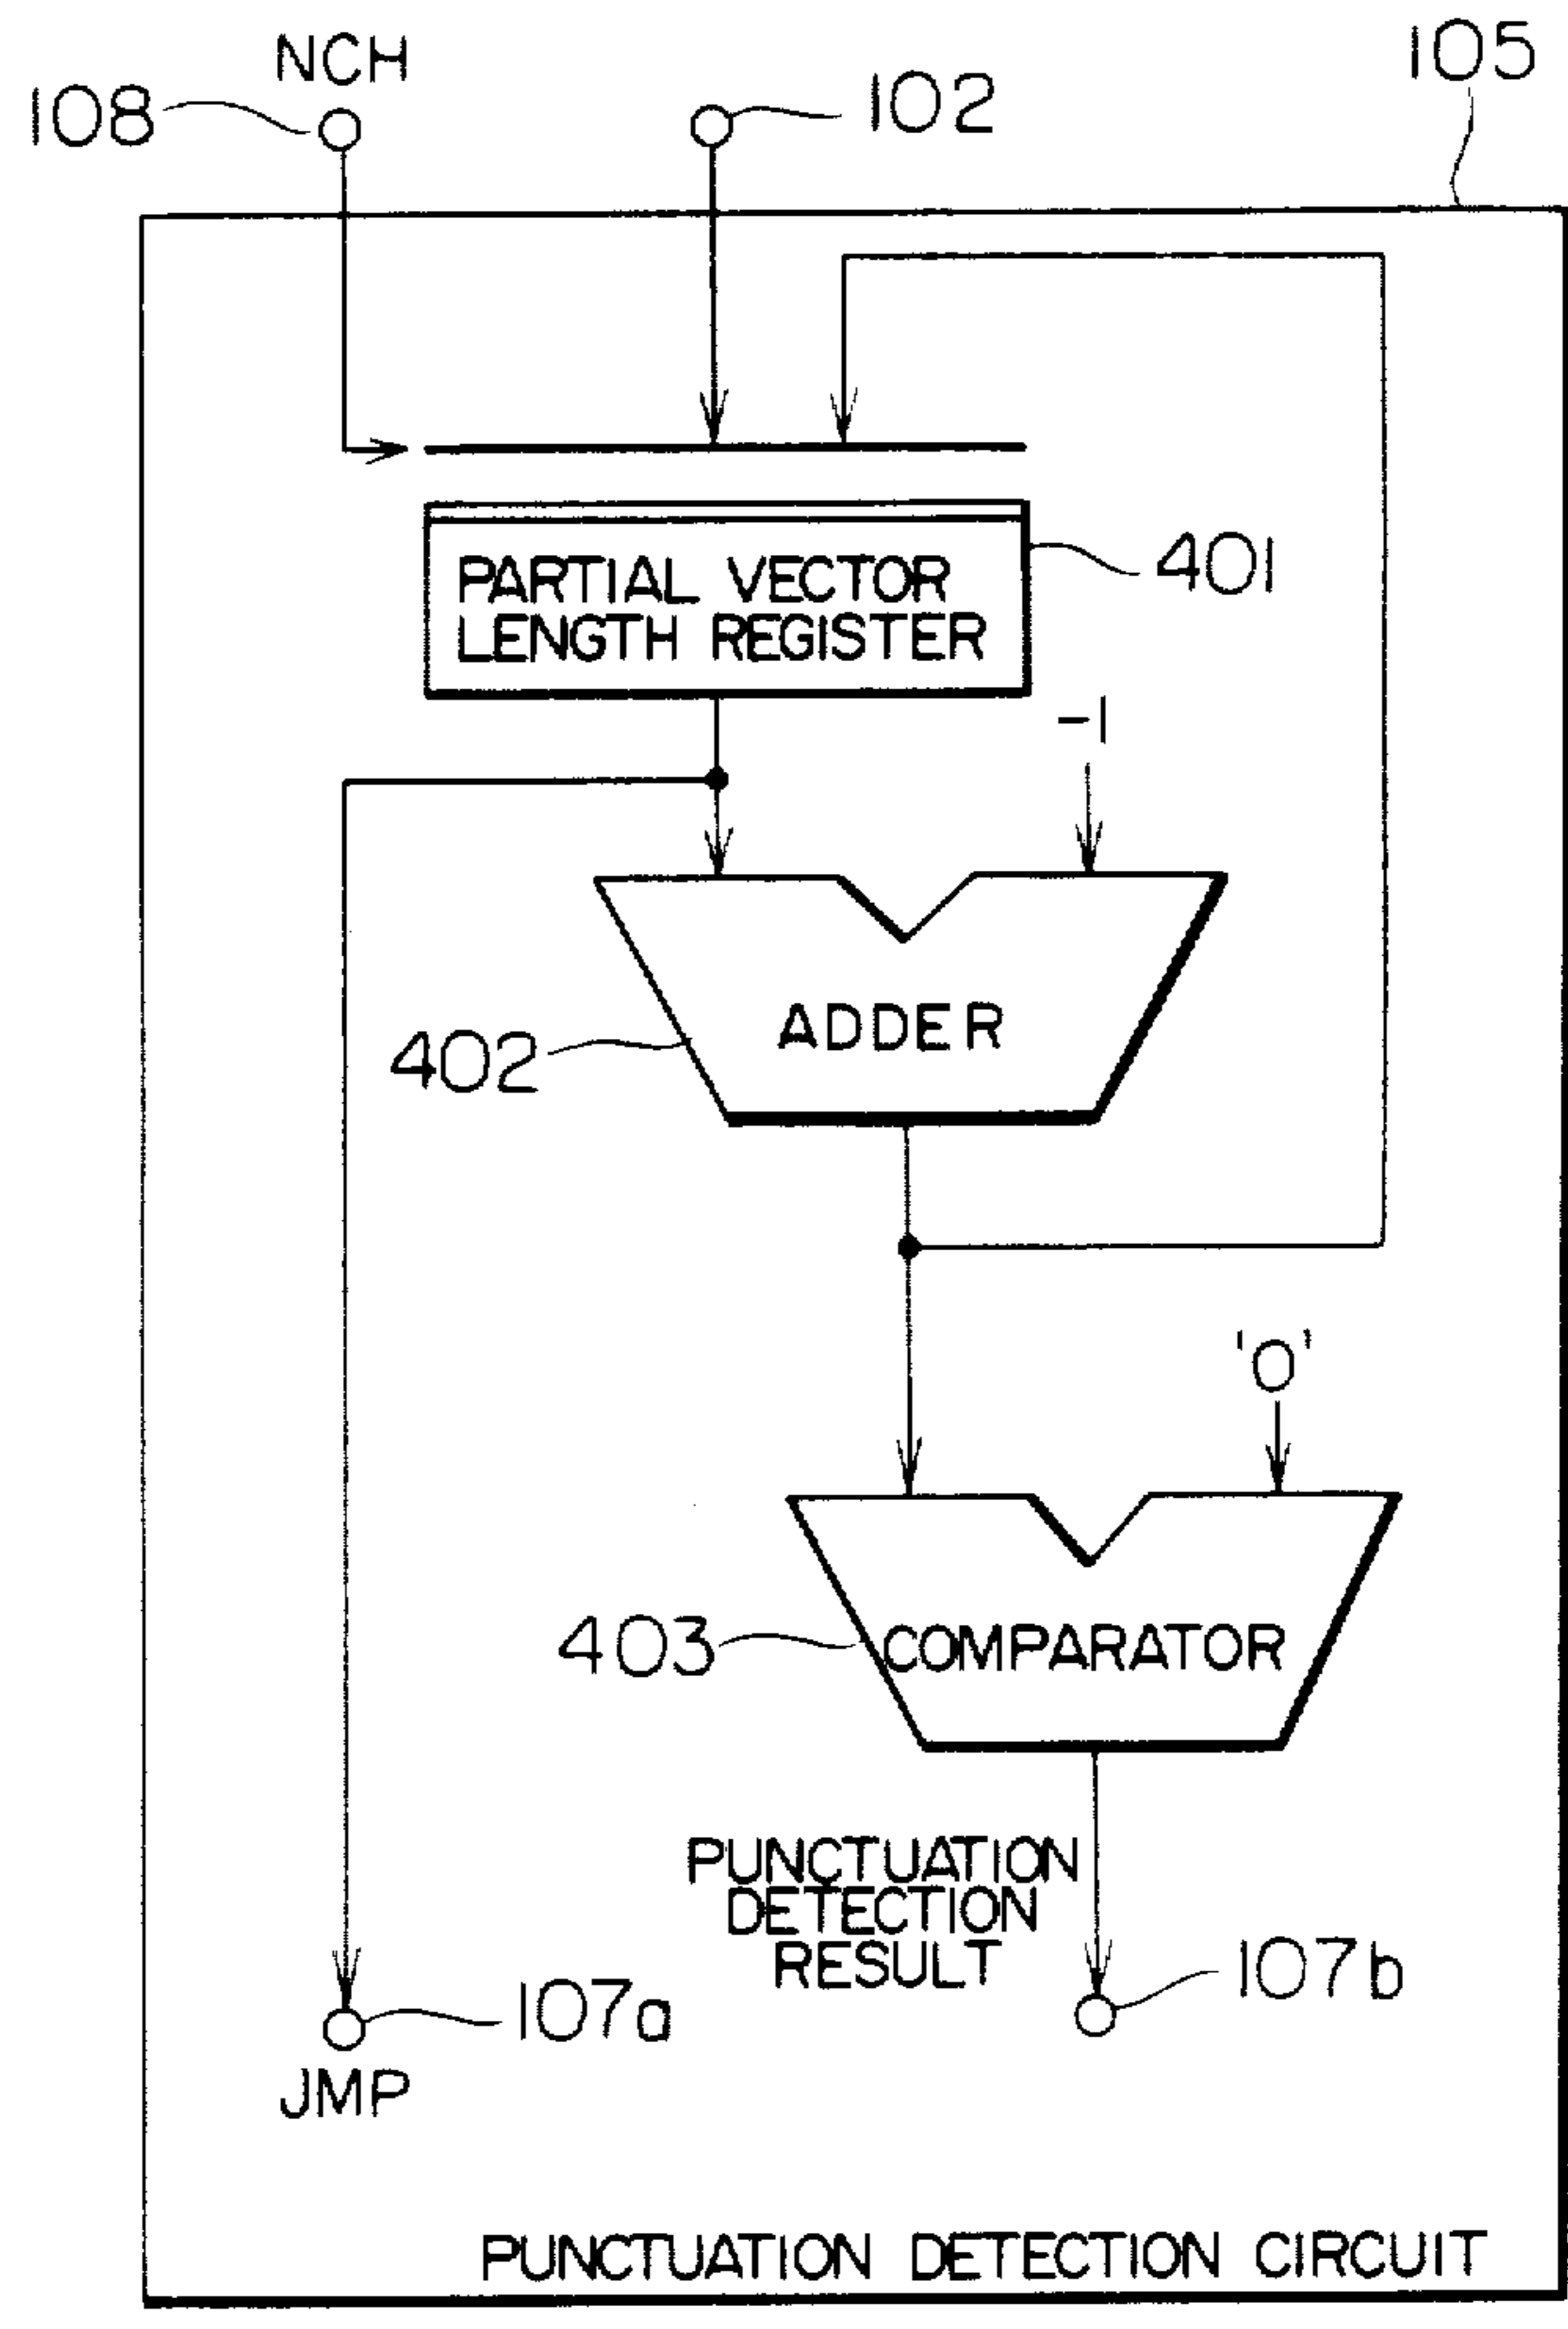 NCH
108
102
105
PARTIAL VECTOR
LENGTH REGISTER
401
-1
ADDER
402
'0'
COMPARATOR
403
PUNCTUATION
DETECTION
RESULT
107b
107a
JMP
PUNCTUATION DETECTION CIRCUIT